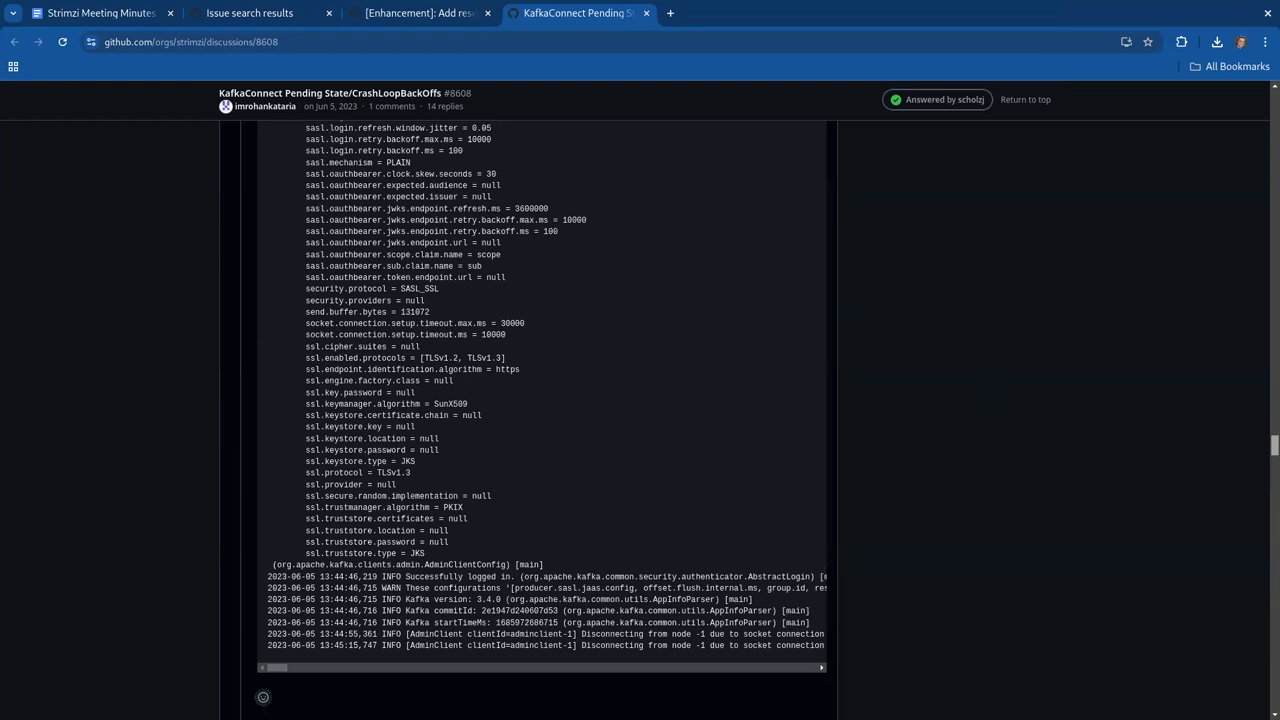 Strimzi Meeting Minutes
Issue search results
[Enhancement]: Add res
KafkaConnect Pending St
github.com/orgs/strimzi/discussions/8608
All Bookmarks
KafkaConnect Pending State/CrashLoopBackOffs #8608
imrohankataria on Jun 5, 2023 · 1 comments · 14 replies
Answered by scholzj
Return to top
sasl.login.refresh.window.jitter = 0.05
sasl.login.retry.backoff.max.ms = 10000
sasl.login.retry.backoff.ms = 100
sasl.mechanism = PLAIN
sasl.oauthbearer.clock.skew.seconds = 30
sasl.oauthbearer.expected.audience = null
sasl.oauthbearer.expected.issuer = null
sasl.oauthbearer.jwks.endpoint.refresh.ms = 3600000
sasl.oauthbearer.jwks.endpoint.retry.backoff.max.ms = 10000
sasl.oauthbearer.jwks.endpoint.retry.backoff.ms = 100
sasl.oauthbearer.jwks.endpoint.url = null
sasl.oauthbearer.scope.claim.name = scope
sasl.oauthbearer.sub.claim.name = sub
sasl.oauthbearer.token.endpoint.url = null
security.protocol = SASL_SSL
security.providers = null
send.buffer.bytes = 131072
socket.connection.setup.timeout.max.ms = 30000
socket.connection.setup.timeout.ms = 10000
ssl.cipher.suites = null
ssl.enabled.protocols = [TLSv1.2, TLSv1.3]
ssl.endpoint.identification.algorithm = https
ssl.engine.factory.class = null
ssl.key.password = null
ssl.keymanager.algorithm = SunX509
ssl.keystore.certificate.chain = null
ssl.keystore.key = null
ssl.keystore.location = null
ssl.keystore.password = null
ssl.keystore.type = JKS
ssl.protocol = TLSv1.3
ssl.provider = null
ssl.secure.random.implementation = null
ssl.trustmanager.algorithm = PKIX
ssl.truststore.certificates = null
ssl.truststore.location = null
ssl.truststore.password = null
ssl.truststore.type = JKS
(org.apache.kafka.clients.admin.AdminClientConfig) [main]
2023-06-05 13:44:46,219 INFO Successfully logged in. (org.apache.kafka.common.security.authenticator.AbstractLogin) [m
2023-06-05 13:44:46,715 WARN These configurations '[producer.sasl.jaas.config, offset.flush.internal.ms, group.id, res
2023-06-05 13:44:46,715 INFO Kafka version: 3.4.0 (org.apache.kafka.common.utils.AppInfoParser) [main]
2023-06-05 13:44:46,716 INFO Kafka commitId: 2e1947d240607d53 (org.apache.kafka.common.utils.AppInfoParser) [main]
2023-06-05 13:44:46,716 INFO Kafka startTimeMs: 1685972686715 (org.apache.kafka.common.utils.AppInfoParser) [main]
2023-06-05 13:44:55,361 INFO [AdminClient clientId=adminclient-1] Disconnecting from node -1 due to socket connection
2023-06-05 13:45:15,747 INFO [AdminClient clientId=adminclient-1] Disconnecting from node -1 due to socket connection